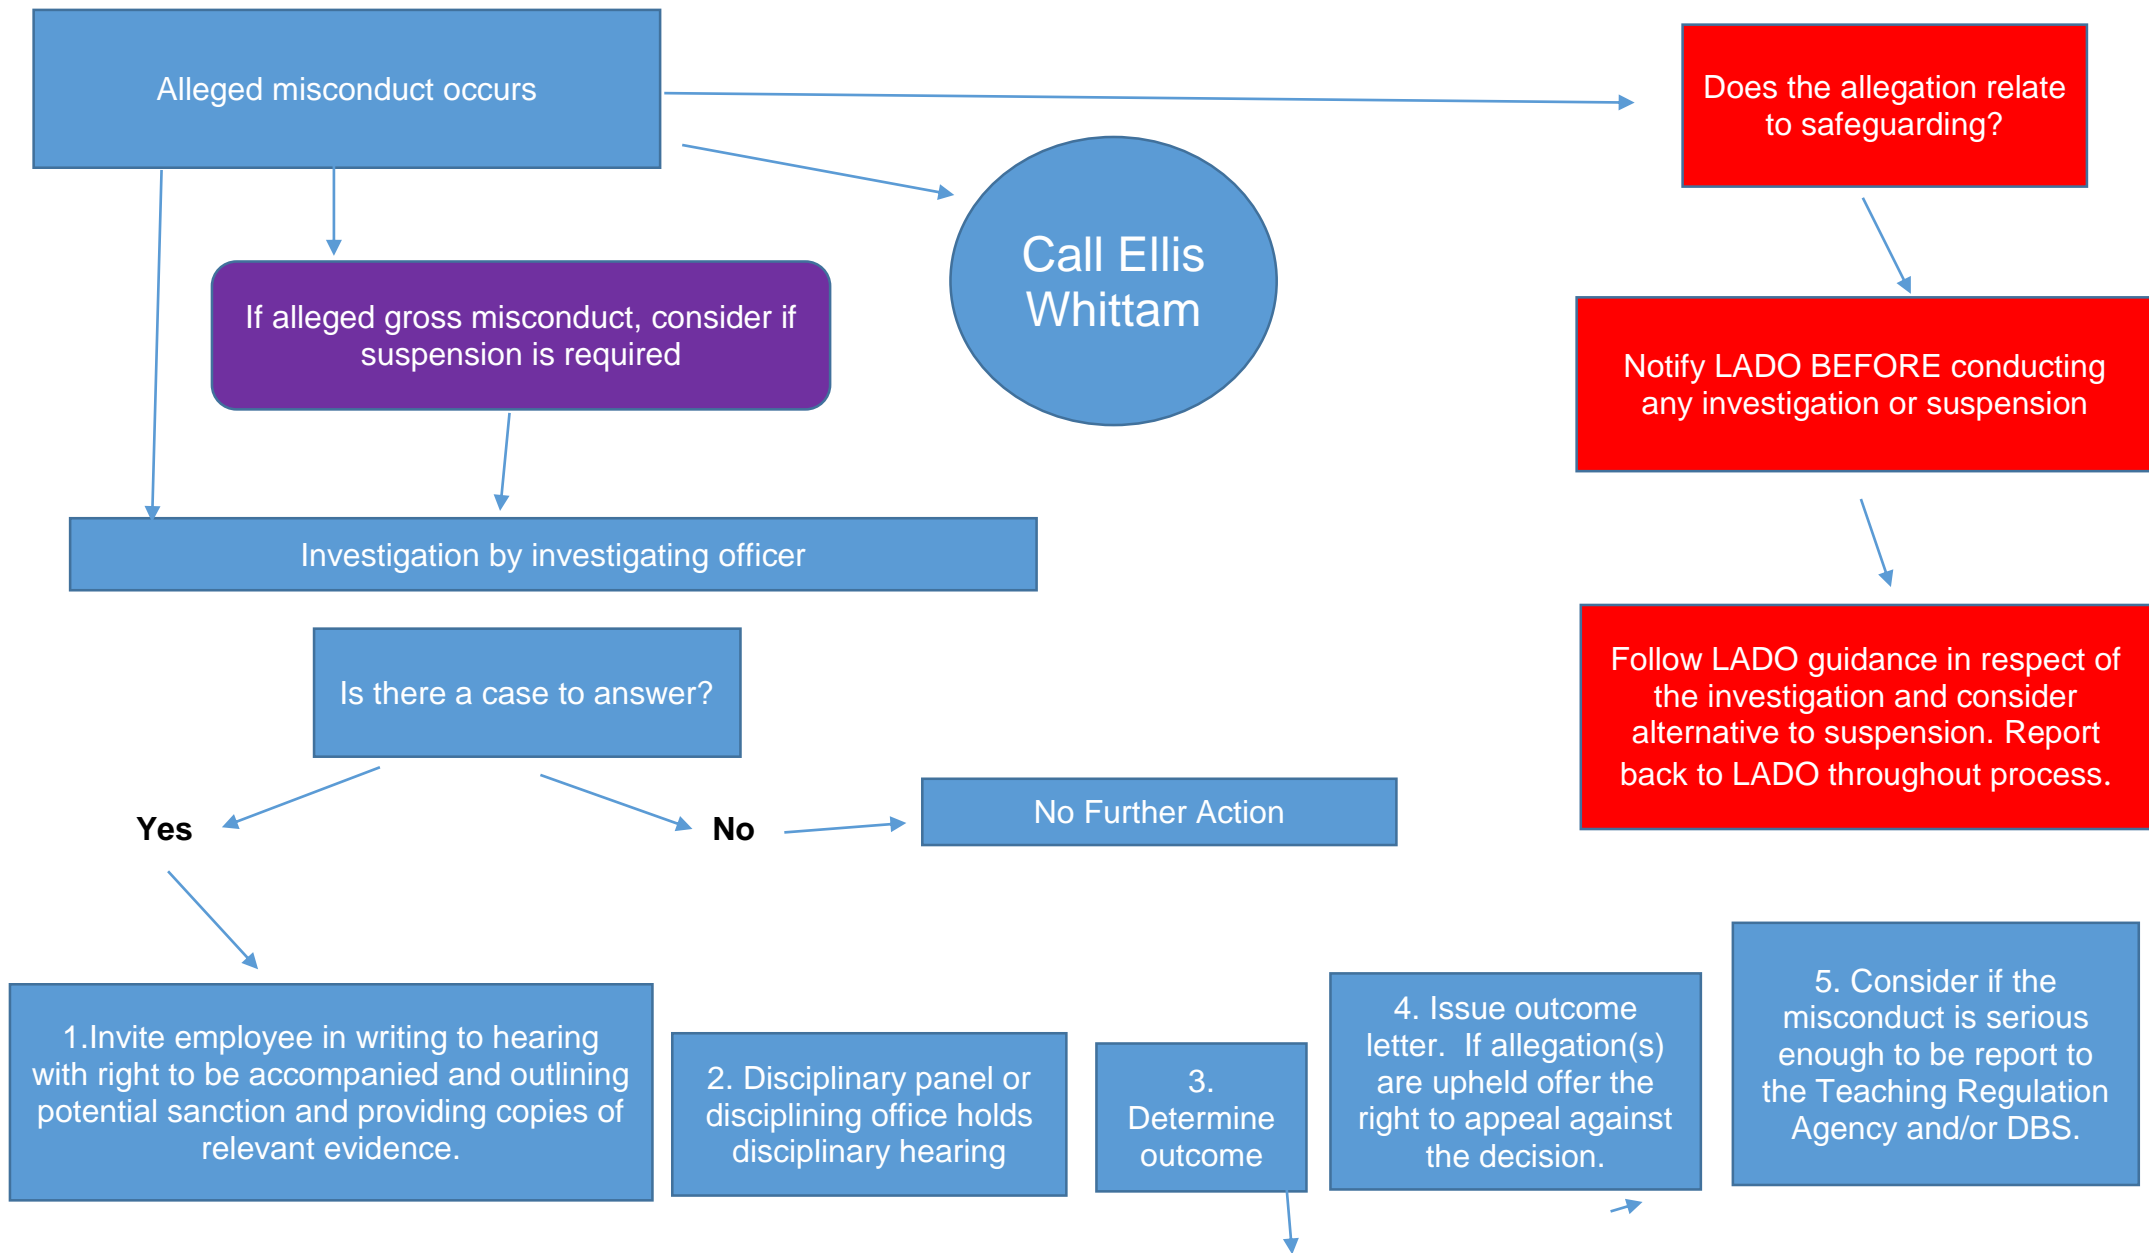 Alleged misconduct occurs
Does the allegation relate
to safeguarding?
Call Ellis
Whittam
If alleged gross misconduct, consider if
suspension is required
Notify LADO BEFORE conducting
any investigation or suspension
Investigation by investigating officer
Is there a case to answer?
Follow LADO guidance in respect of
the investigation and consider
alternative to suspension. Report
back to LADO throughout process.
Yes
No
No Further Action
1.Invite employee in writing to hearing
with right to be accompanied and outlining
potential sanction and providing copies of
relevant evidence.
2. Disciplinary panel or
disciplining office holds
disciplinary hearing
3.
Determine
outcome
4. Issue outcome
letter.  If allegation(s)
are upheld offer the
right to appeal against
the decision.
5. Consider if the
misconduct is serious
enough to be report to
the Teaching Regulation
Agency and/or DBS.